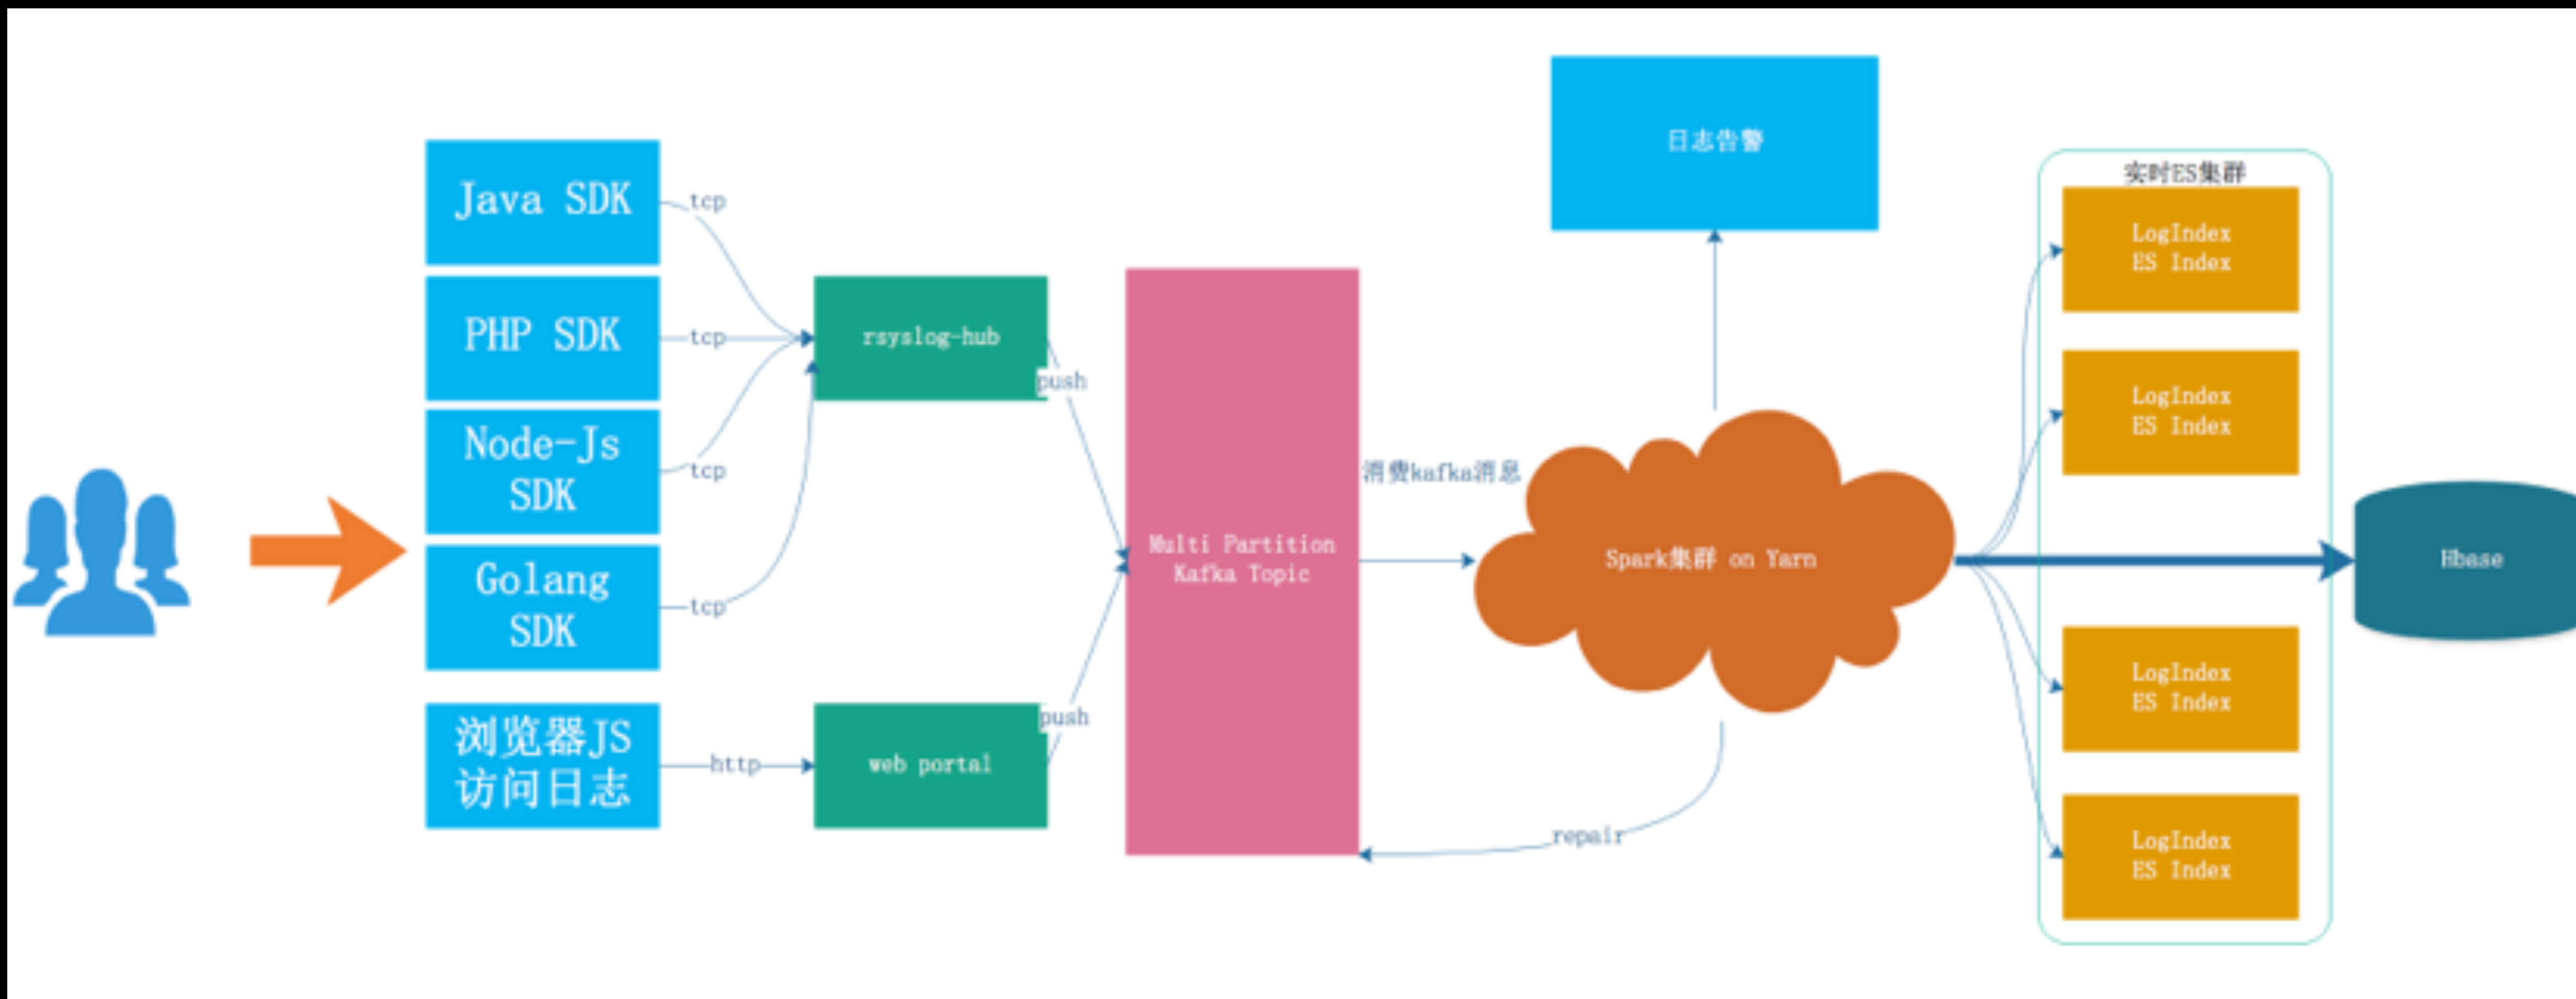 Java SDK
tcp
PHP SDK
tcp
Node-Js
SDK
tcp
Golang
SDK
tcp
浏览器JS
访问日志
http
rsyslog-hub
push
web portal
push
Multi Partition
Kafka Topic
消费kafka消息
日志告警
Spark集群 on Yarn
repair
实时ES集群
LogIndex
ES Index
LogIndex
ES Index
LogIndex
ES Index
LogIndex
ES Index
Hbase